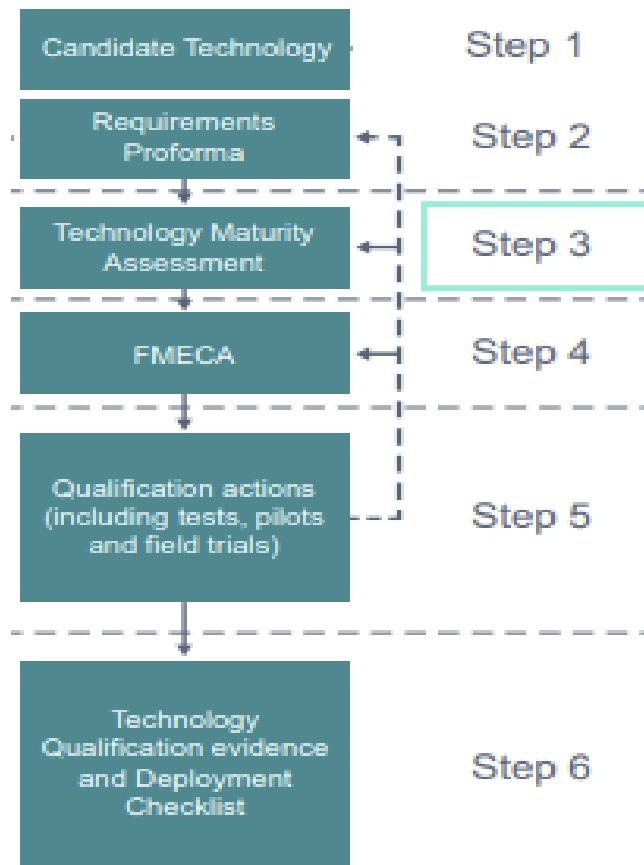 Candidate Technology
Step 1
Requirements
Proforma
Step 2
Technology Maturity
Assessment
Step 3
FMECA
Step 4
Qualification actions
(including tests, pilots
and field trials)
Step 5
Technology
Qualification evidence
and Deployment
Checklist
Step 6